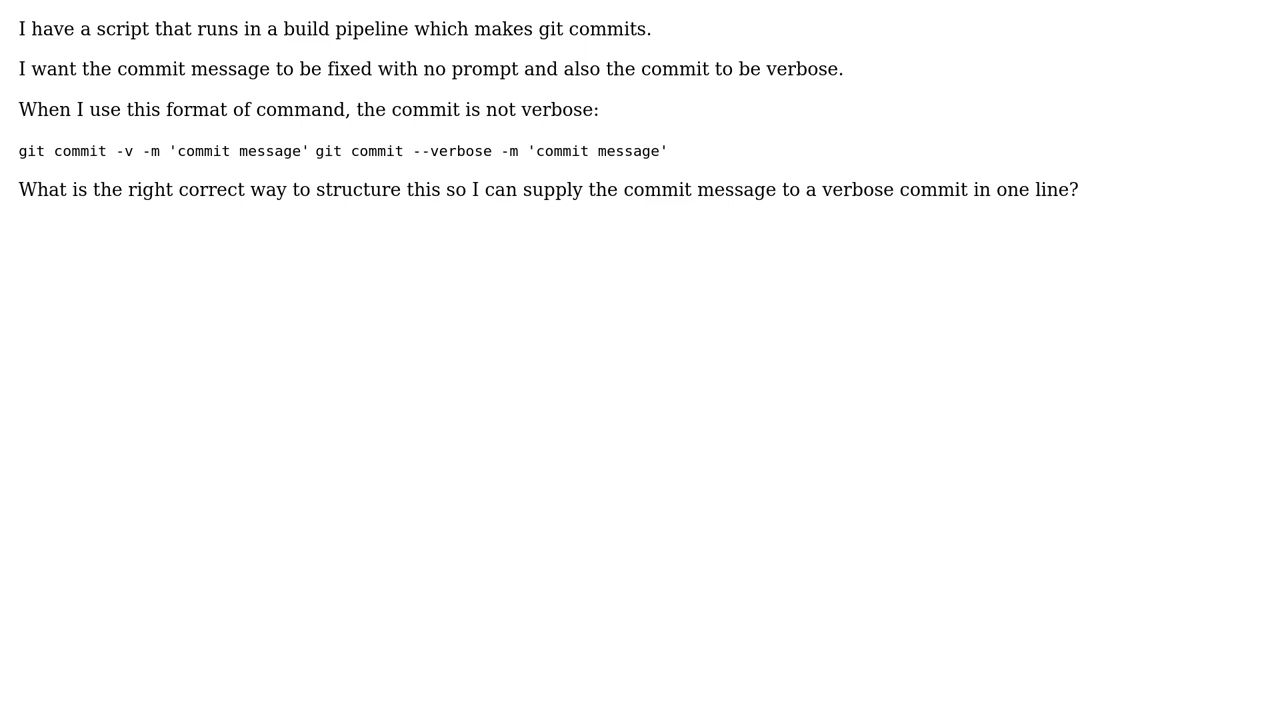 I have a script that runs in a build pipeline which makes git commits.
I want the commit message to be fixed with no prompt and also the commit to be verbose.
When I use this format of command, the commit is not verbose:
git commit -v -m 'commit message' git commit --verbose -m 'commit message'
What is the right correct way to structure this so I can supply the commit message to a verbose commit in one line?